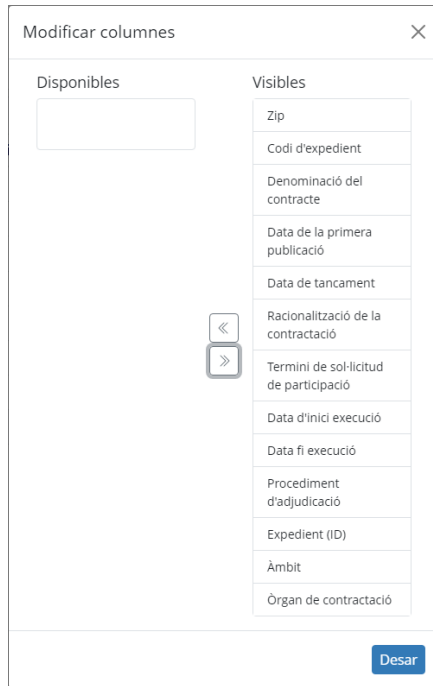 Modificar columnes
Disponibles
Visibles
Zip
Codi d'expedient
Denominació del
contracte
Data de la primera
publicació
Data de tancament
Racionalització de la
contractació
Termini de sol·licitud
de participació
Data d'inici execució
Data fi execució
Procediment
d'adjudicació
Expedient (ID)
Àmbit
Òrgan de contractació
Desar